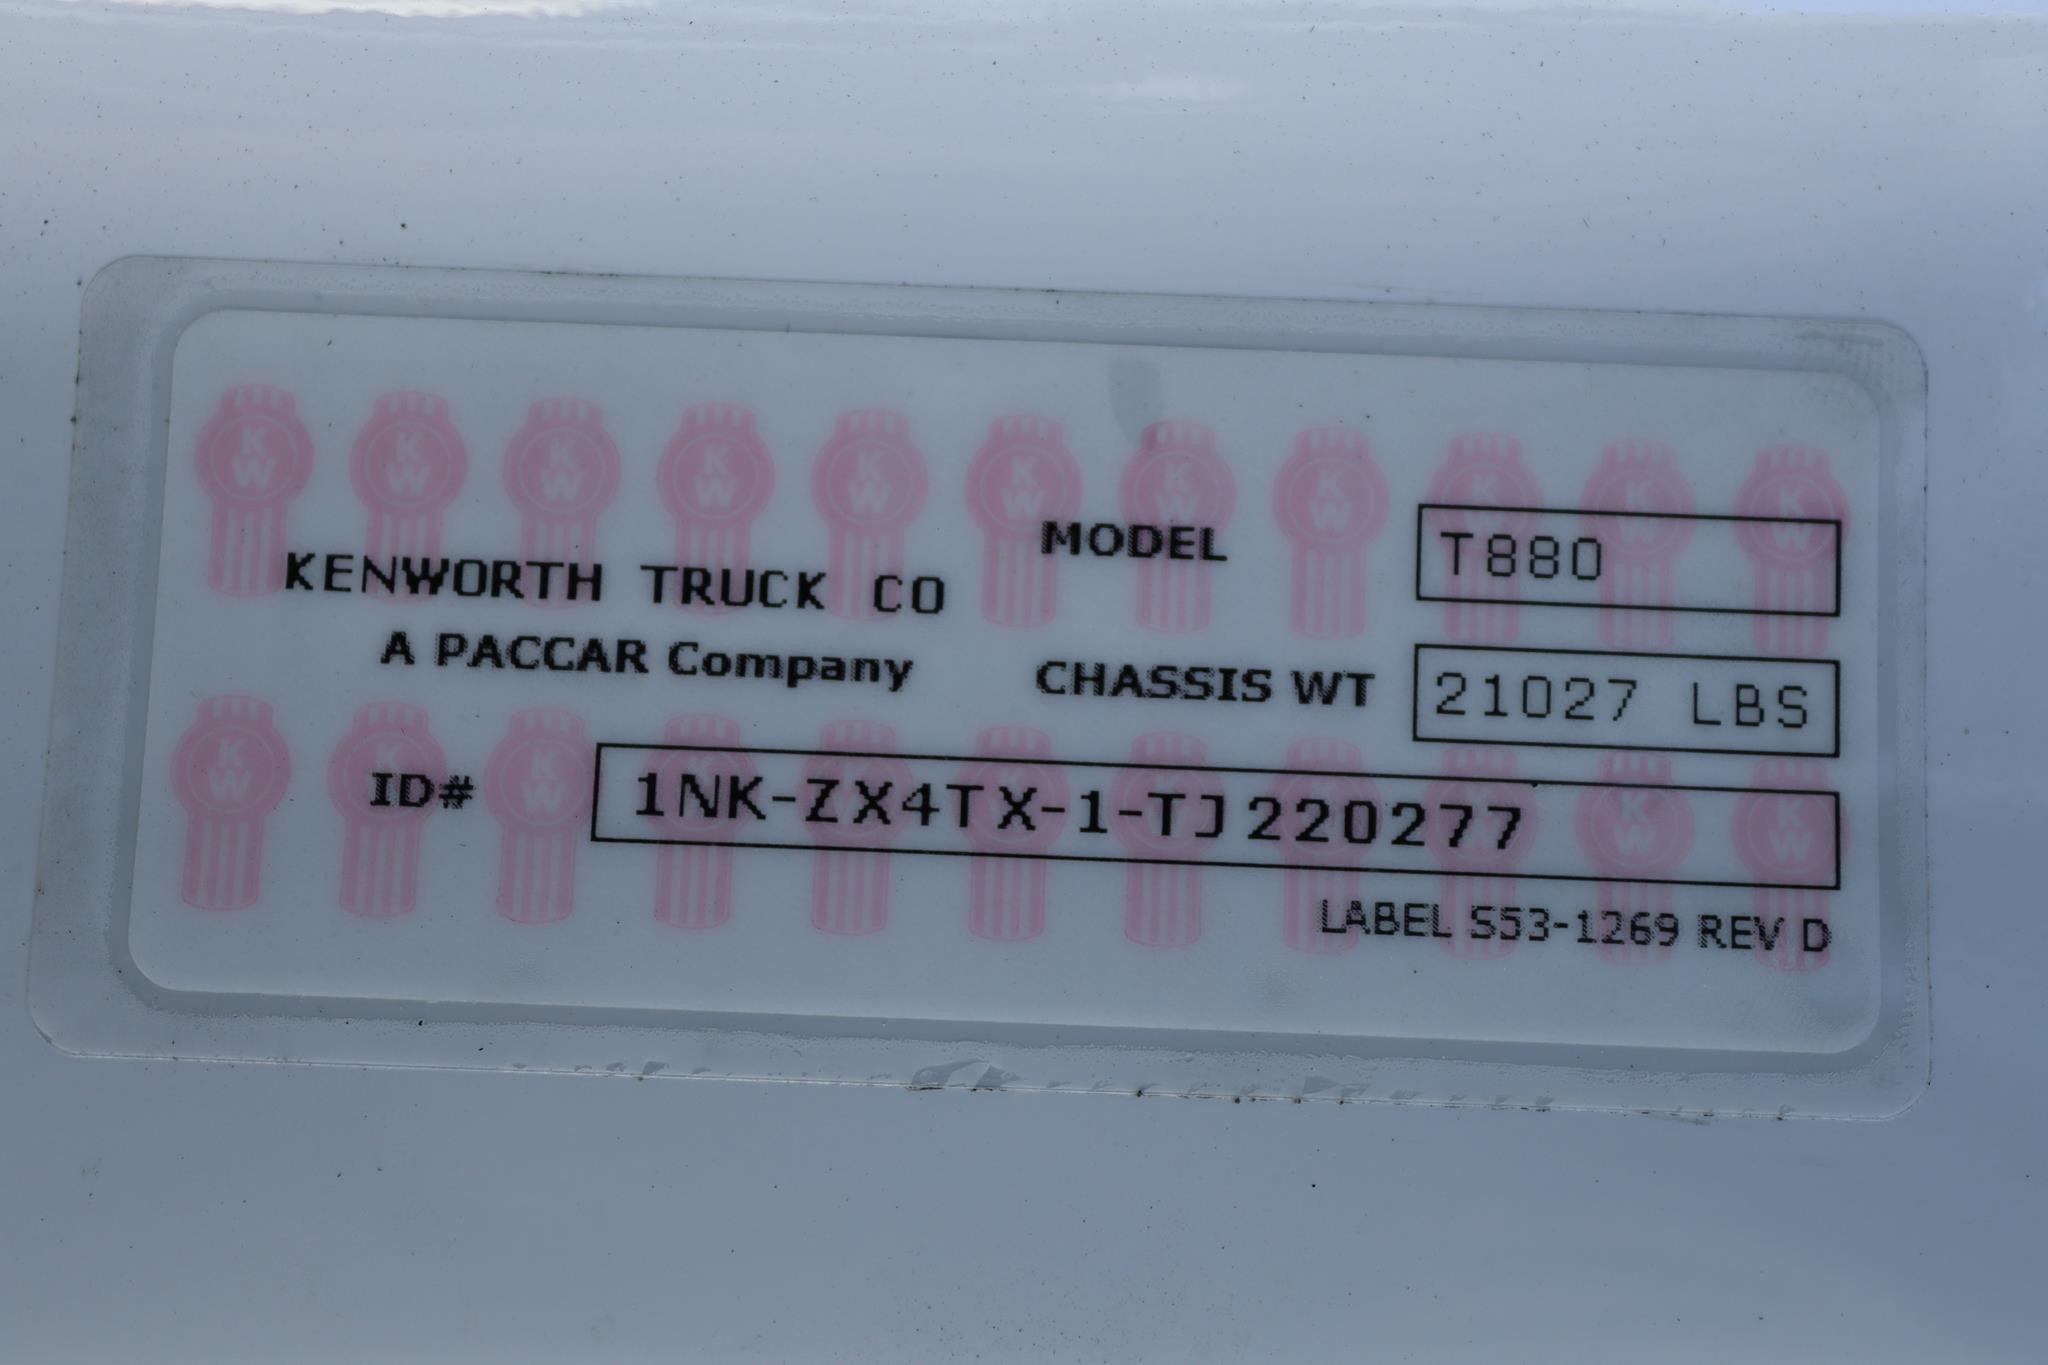 KENWORTH TRUCK CO
A PACCAR Company
MODEL T880
CHASSIS WT 21027 LBS
ID# 1NK-ZX4TX-1-TJ220277
LABEL S53-1269 REV D